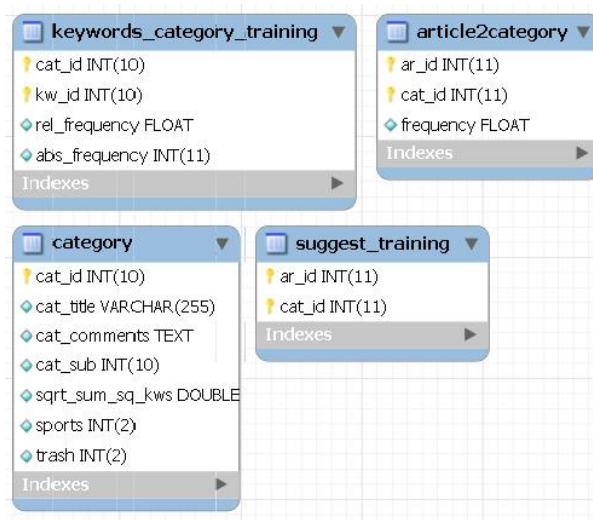 keywords_category_training
cat_id INT(10)
kw_id INT(10)
rel_frequency FLOAT
abs_frequency INT(11)
Indexes
article2category
ar_id INT(11)
cat_id INT(11)
frequency FLOAT
Indexes
category
cat_id INT(10)
cat_title VARCHAR(255)
cat_comments TEXT
cat_sub INT(10)
sqrt_sum_sq_kws DOUBLE
sports INT(2)
trash INT(2)
Indexes
suggest_training
ar_id INT(11)
cat_id INT(11)
Indexes